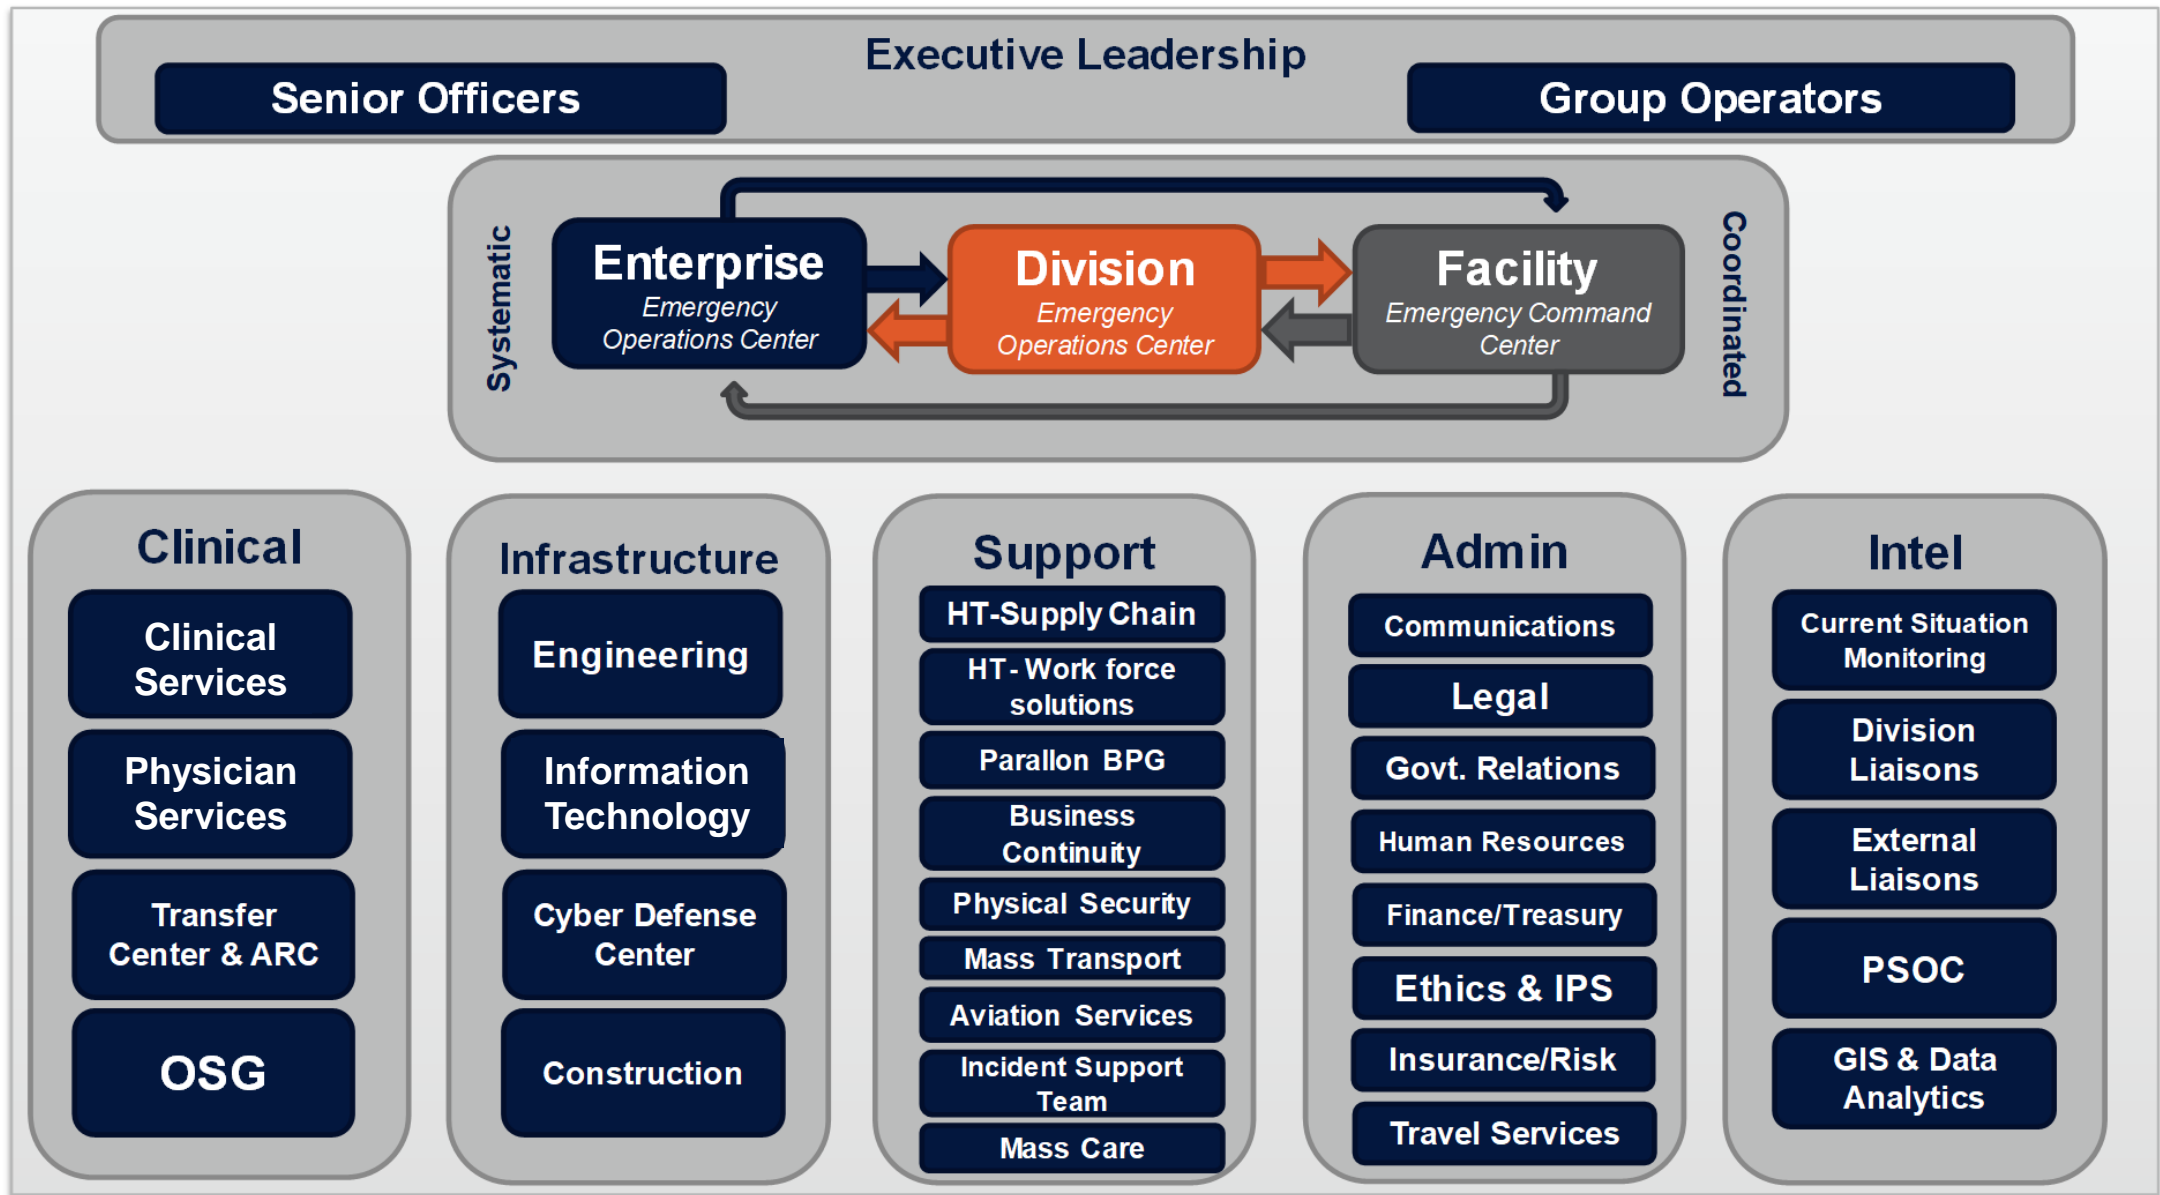 Executive Leadership
Senior Officers
Group Operators
Systematic
Enterprise
Emergency
Operations Center
Division
Emergency
Operations Center
Facility
Emergency Command
Center
Coordinated
Clinical
Clinical
Services
Physician
Services
Transfer
Center & ARC
OSG
Infrastructure
Engineering
Information
Technology
Cyber Defense
Center
Construction
Support
HT-Supply Chain
HT- Work force
solutions
Parallon BPG
Business
Continuity
Physical Security
Mass Transport
Aviation Services
Incident Support
Team
Mass Care
Admin
Communications
Legal
Govt. Relations
Human Resources
Finance/Treasury
Ethics & IPS
Insurance/Risk
Travel Services
Intel
Current Situation
Monitoring
Division
Liaisons
External
Liaisons
PSOC
GIS & Data
Analytics